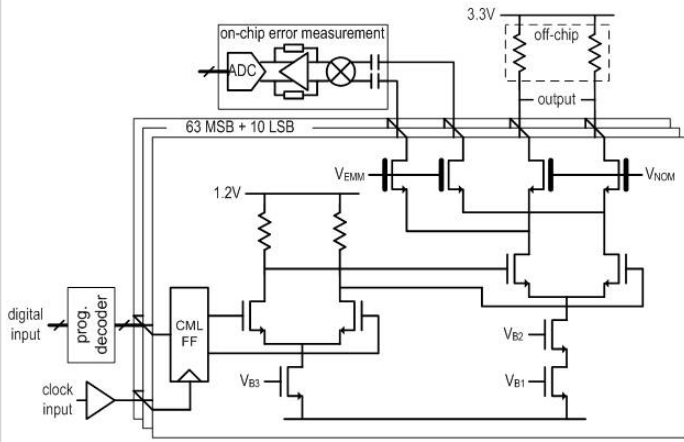 3.3V
on-chip error measurement
off-chip
ADC
output
63 MSB + 10 LSB
VEMM
VNOM
1.2V
digital
input
prog.
decoder
CML
FF
VB2
VB3
VB1
clock
input